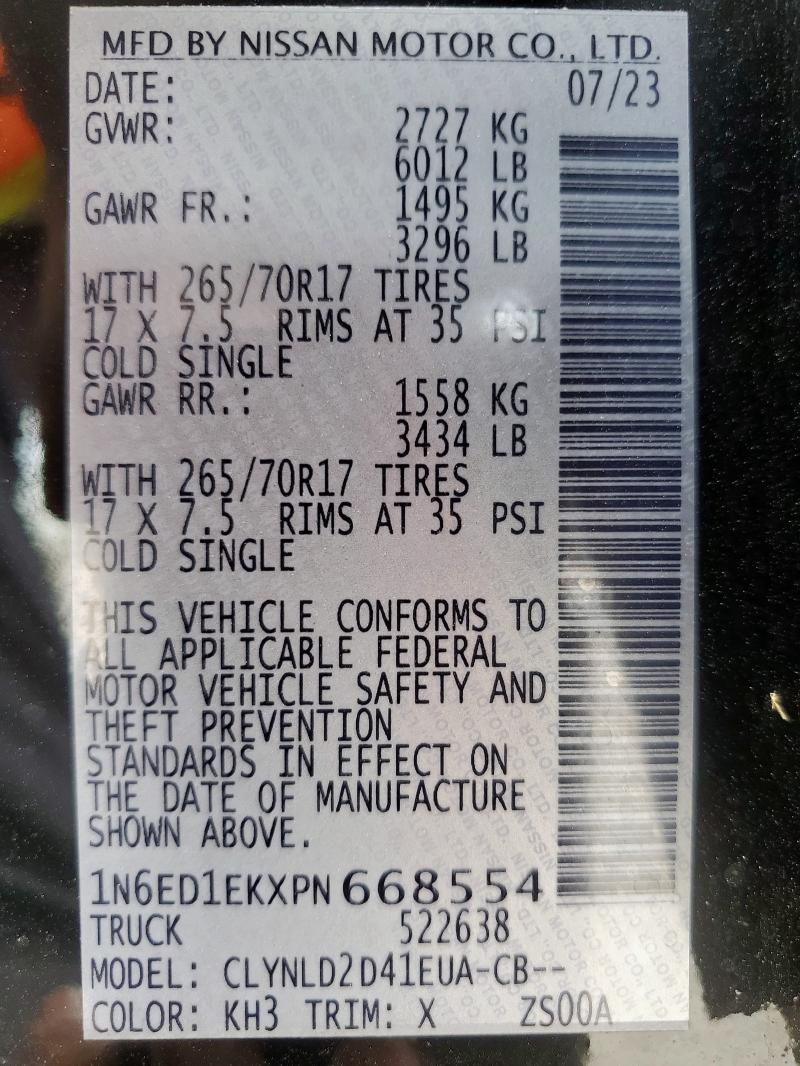 MFD BY NISSAN MOTOR CO., LTD.
DATE: 07/23
GVWR: 2727 KG
6012 LB
GAWR FR.: 1495 KG
3296 LB
WITH 265/70R17 TIRES
17 X 7.5 RIMS AT 35 PSI
COLD SINGLE
GAWR RR.: 1558 KG
3434 LB
WITH 265/70R17 TIRES
17 X 7.5 RIMS AT 35 PSI
COLD SINGLE
THIS VEHICLE CONFORMS TO
ALL APPLICABLE FEDERAL
MOTOR VEHICLE SAFETY AND
THEFT PREVENTION
STANDARDS IN EFFECT ON
THE DATE OF MANUFACTURE
SHOWN ABOVE.
1N6ED1EKXPN668554
TRUCK 522638
MODEL: CLYNLD2D41EUA-CB--
COLOR: KH3 TRIM: X ZS00A